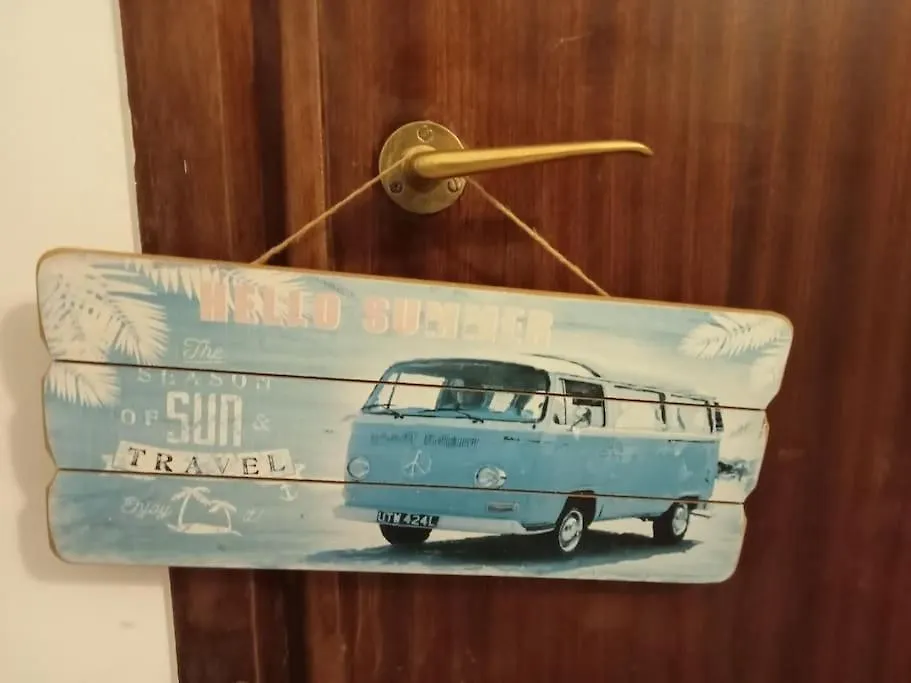 HELLO SUMMER
The
SEASON
OF SUN &
TRAVEL
Enjoy it!
UTW 424L